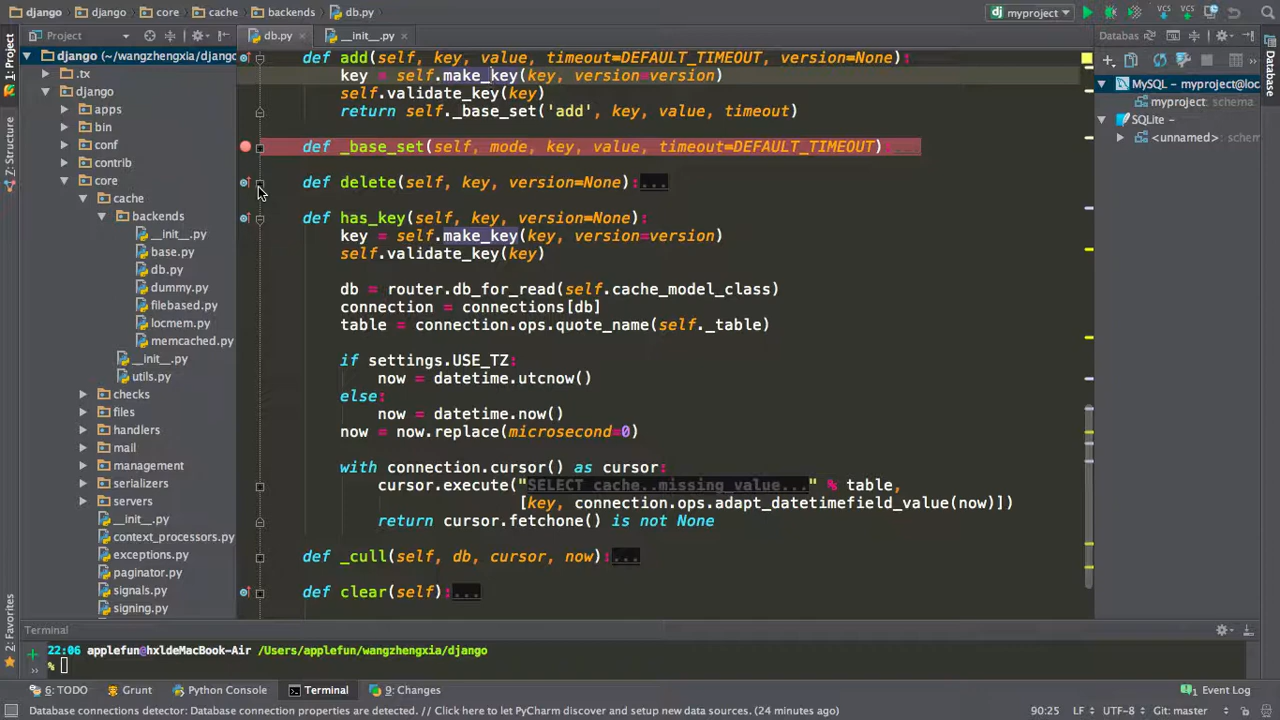 django django core cache backends db.py myproject
Project db.py __init__.py Databas
django (~/wangzhengxia/django
.tx
django
apps
bin
conf
contrib
core
cache
backends
__init__.py
base.py
db.py
dummy.py
filebased.py
locmem.py
memcached.py
__init__.py
utils.py
checks
files
handlers
mail
management
serializers
servers
__init__.py
context_processors.py
exceptions.py
paginator.py
signals.py
signing.py
1: Project
7: Structure
2: Favorites
def add(self, key, value, timeout=DEFAULT_TIMEOUT, version=None):
key = self.make_key(key, version=version)
self.validate_key(key)
return self._base_set('add', key, value, timeout)
def _base_set(self, mode, key, value, timeout=DEFAULT_TIMEOUT):...
def delete(self, key, version=None):...
def has_key(self, key, version=None):
key = self.make_key(key, version=version)
self.validate_key(key)
db = router.db_for_read(self.cache_model_class)
connection = connections[db]
table = connection.ops.quote_name(self._table)
if settings.USE_TZ:
now = datetime.utcnow()
else:
now = datetime.now()
now = now.replace(microsecond=0)
with connection.cursor() as cursor:
cursor.execute("SELECT cache..missing_value..." % table,
[key, connection.ops.adapt_datetimefield_value(now)])
return cursor.fetchone() is not None
def _cull(self, db, cursor, now):...
def clear(self):...
MySQL – myproject@loc
myproject: schema
SQLite –
<unnamed>: schem
Database
Terminal
22:06 applefun@hxldeMacBook-Air /Users/applefun/wangzhengxia/django
%
6: TODO Grunt Python Console Terminal 9: Changes 1 Event Log
Database connections detector: Database connection properties are detected. // Click here to let PyCharm discover and setup new data sources. (24 minutes ago) 90:25 LF UTF-8 Git: master